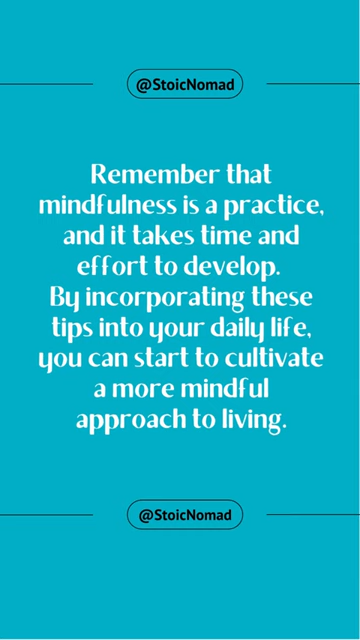 @StoicNomad
Remember that
mindfulness is a practice,
and it takes time and
effort to develop.
By incorporating these
tips into your daily life,
you can start to cultivate
a more mindful
approach to living.
@StoicNomad